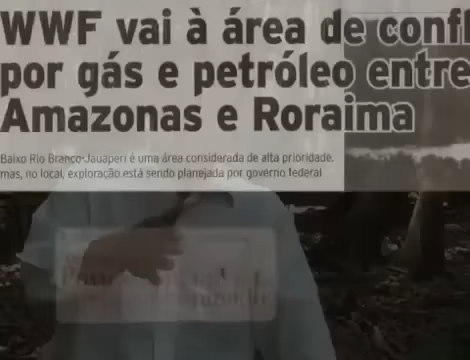 WWF vai à área de confl
por gás e petróleo entre
Amazonas e Roraima
Baixo Rio Branco-Jauaperi é uma área considerada de alta prioridade,
mas, no local, exploração está sendo planejada por governo federal